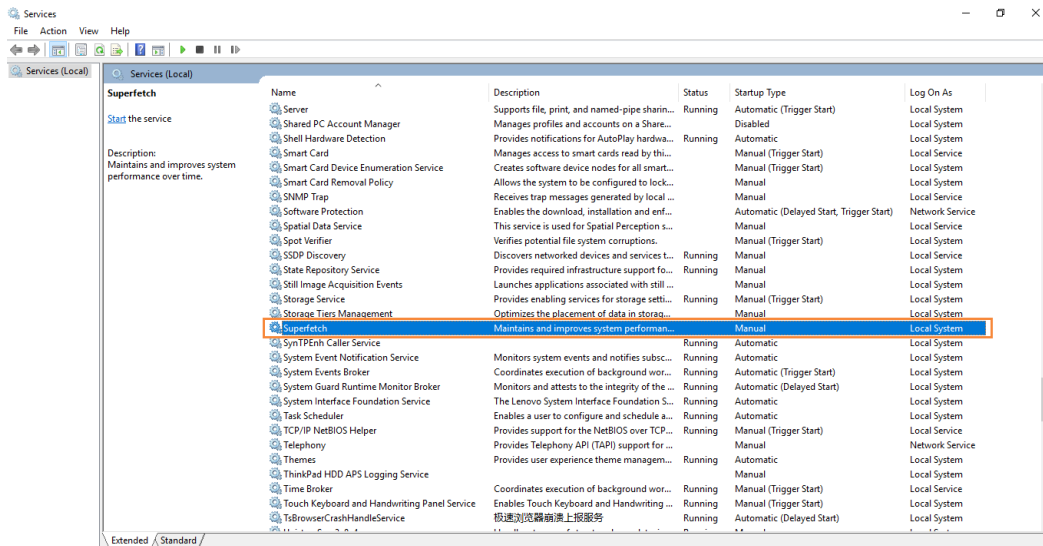 Services
File Action View Help
Services (Local)
Services (Local)
Superfetch
Start the service
Description:
Maintains and improves system
performance over time.
Name Description Status Startup Type Log On As
Server Supports file, print, and named-pipe sharin... Running Automatic (Trigger Start) Local System
Shared PC Account Manager Manages profiles and accounts on a Share... Disabled Local System
Shell Hardware Detection Provides notifications for AutoPlay hardwa... Running Automatic Local System
Smart Card Manages access to smart cards read by thi... Manual (Trigger Start) Local Service
Smart Card Device Enumeration Service Creates software device nodes for all smart... Manual (Trigger Start) Local System
Smart Card Removal Policy Allows the system to be configured to lock... Manual Local System
SNMP Trap Receives trap messages generated by local ... Manual Local Service
Software Protection Enables the download, installation and enf... Automatic (Delayed Start, Trigger Start) Network Service
Spatial Data Service This service is used for Spatial Perception s... Manual Local Service
Spot Verifier Verifies potential file system corruptions. Manual (Trigger Start) Local System
SSDP Discovery Discovers networked devices and services t... Running Manual Local Service
State Repository Service Provides required infrastructure support fo... Running Manual Local System
Still Image Acquisition Events Launches applications associated with still ... Manual Local System
Storage Service Provides enabling services for storage setti... Running Manual (Trigger Start) Local System
Storage Tiers Management Optimizes the placement of data in storag... Manual Local System
Superfetch Maintains and improves system performan... Manual Local System
SynTPEnh Caller Service Running Automatic Local System
System Event Notification Service Monitors system events and notifies subsc... Running Automatic Local System
System Events Broker Coordinates execution of background wor... Running Automatic (Trigger Start) Local System
System Guard Runtime Monitor Broker Monitors and attests to the integrity of the ... Running Automatic (Delayed Start) Local System
System Interface Foundation Service The Lenovo System Interface Foundation S... Running Automatic Local System
Task Scheduler Enables a user to configure and schedule a... Running Automatic Local System
TCP/IP NetBIOS Helper Provides support for the NetBIOS over TCP... Running Manual (Trigger Start) Local Service
Telephony Provides Telephony API (TAPI) support for ... Manual Network Service
Themes Provides user experience theme managem... Running Automatic Local System
ThinkPad HDD APS Logging Service Manual Local System
Time Broker Coordinates execution of background wor... Running Manual (Trigger Start) Local Service
Touch Keyboard and Handwriting Panel Service Enables Touch Keyboard and Handwriting ... Running Manual (Trigger Start) Local System
TsBrowserCrashHandleService 极速浏览器崩溃上报服务 Running Automatic (Delayed Start) Local System
Extended Standard